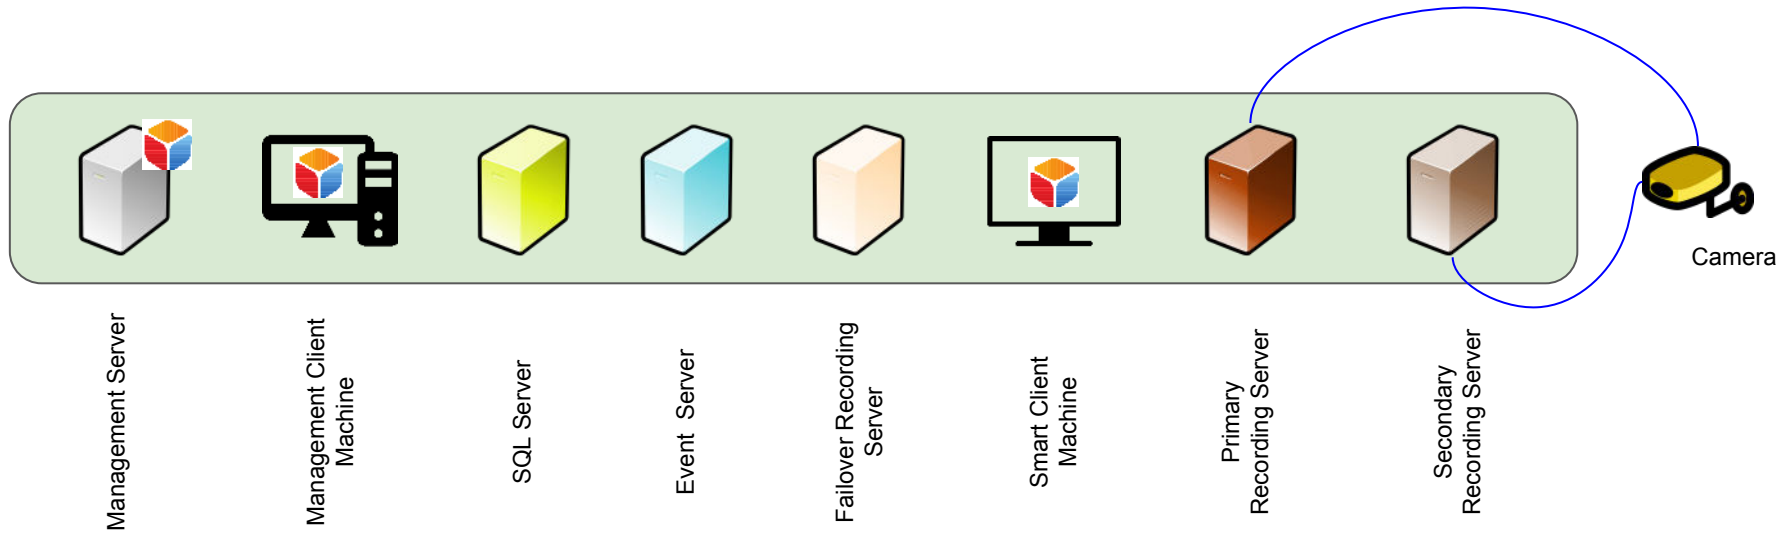 Camera
Management Server
Management Client
Machine
SQL Server
Event  Server
Failover Recording
Server
Smart Client
Machine
Primary
Recording Server
Secondary
Recording Server